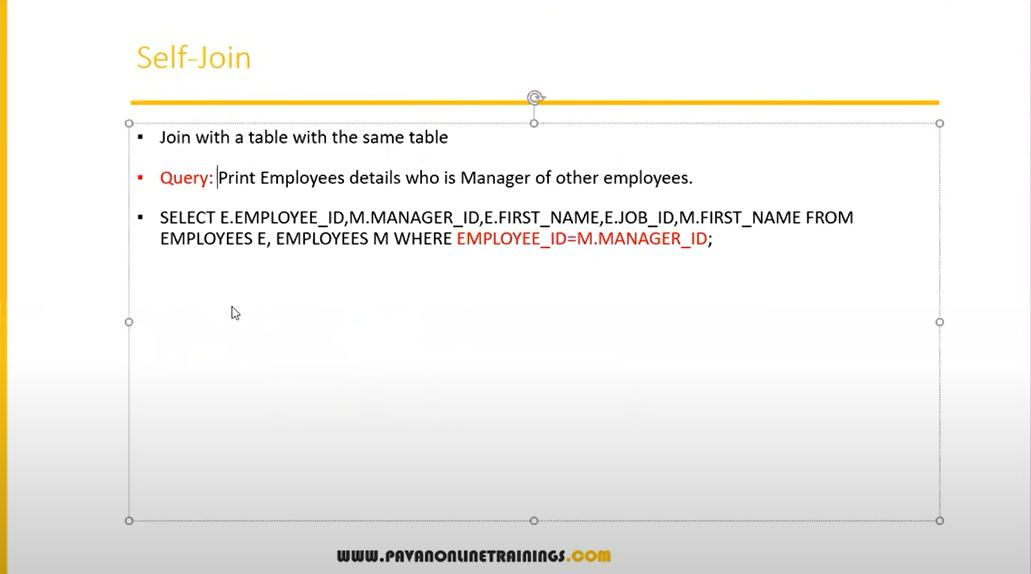 Self-Join
▪ Join with a table with the same table
▪ Query: Print Employees details who is Manager of other employees.
▪ SELECT E.EMPLOYEE_ID,M.MANAGER_ID,E.FIRST_NAME,E.JOB_ID,M.FIRST_NAME FROM
EMPLOYEES E, EMPLOYEES M WHERE EMPLOYEE_ID=M.MANAGER_ID;
WWW.PAVANONLINETRAININGS.COM